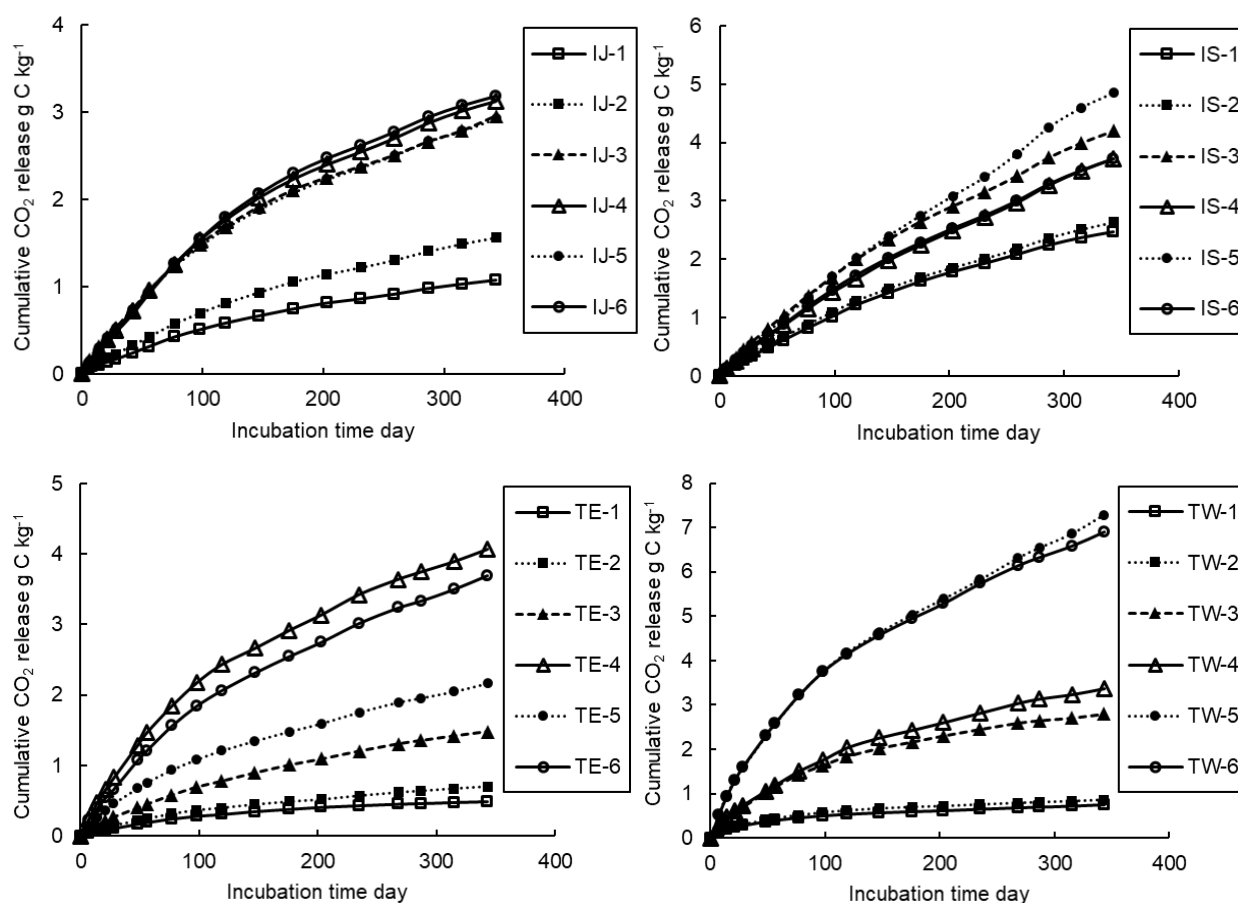 Cumulative CO₂ release g C kg⁻¹
4
3
2
1
0
0 100 200 300 400
Incubation time day
IJ-1
IJ-2
IJ-3
IJ-4
IJ-5
IJ-6
Cumulative CO₂ release g C kg⁻¹
6
5
4
3
2
1
0
0 100 200 300 400
Incubation time day
IS-1
IS-2
IS-3
IS-4
IS-5
IS-6
Cumulative CO₂ release g C kg⁻¹
5
4
3
2
1
0
0 100 200 300 400
Incubation time day
TE-1
TE-2
TE-3
TE-4
TE-5
TE-6
Cumulative CO₂ release g C kg⁻¹
8
7
6
5
4
3
2
1
0
0 100 200 300 400
Incubation time day
TW-1
TW-2
TW-3
TW-4
TW-5
TW-6